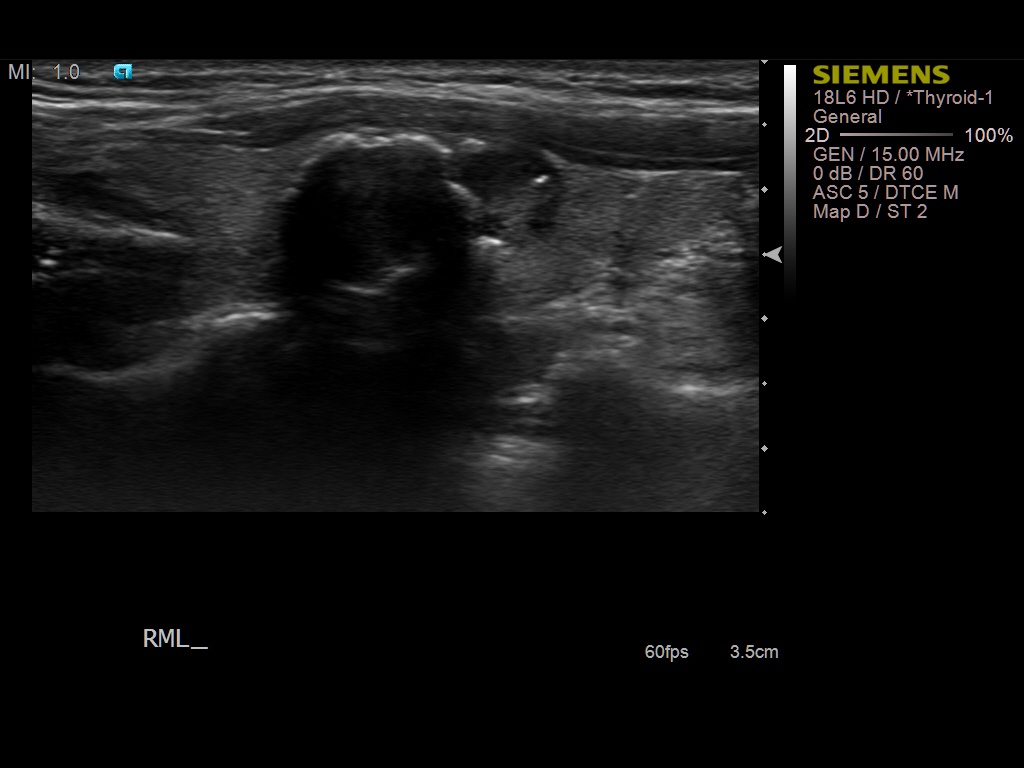 MI: 1.0
SIEMENS
18L6 HD / *Thyroid-1
General
2D 100%
GEN / 15.00 MHz
0 dB / DR 60
ASC 5 / DTCE M
Map D / ST 2
RML_
60fps 3.5cm